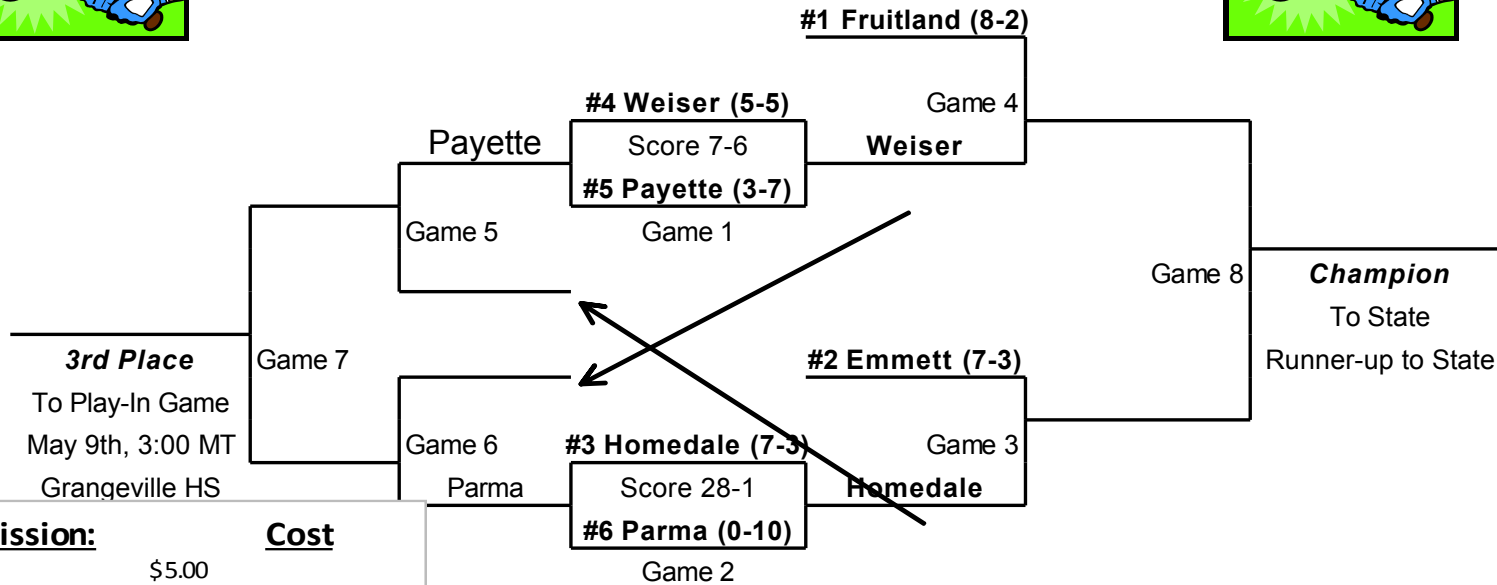 #1 Fruitland (8-2)
#4 Weiser (5-5)
Game 4
Payette
Score 7-6
Weiser
#5 Payette (3-7)
Game 5
Game 1
Game 8
Champion
To State
3rd Place
Game 7
#2 Emmett (7-3)
Runner-up to State
To Play-In Game
May 9th, 3:00 MT
Game 6
#3 Homedale (7-3)
Game 3
Grangeville HS
Parma
Score 28-1
Homedale
ission:
Cost
#6 Parma (0-10)
$5.00
Game 2